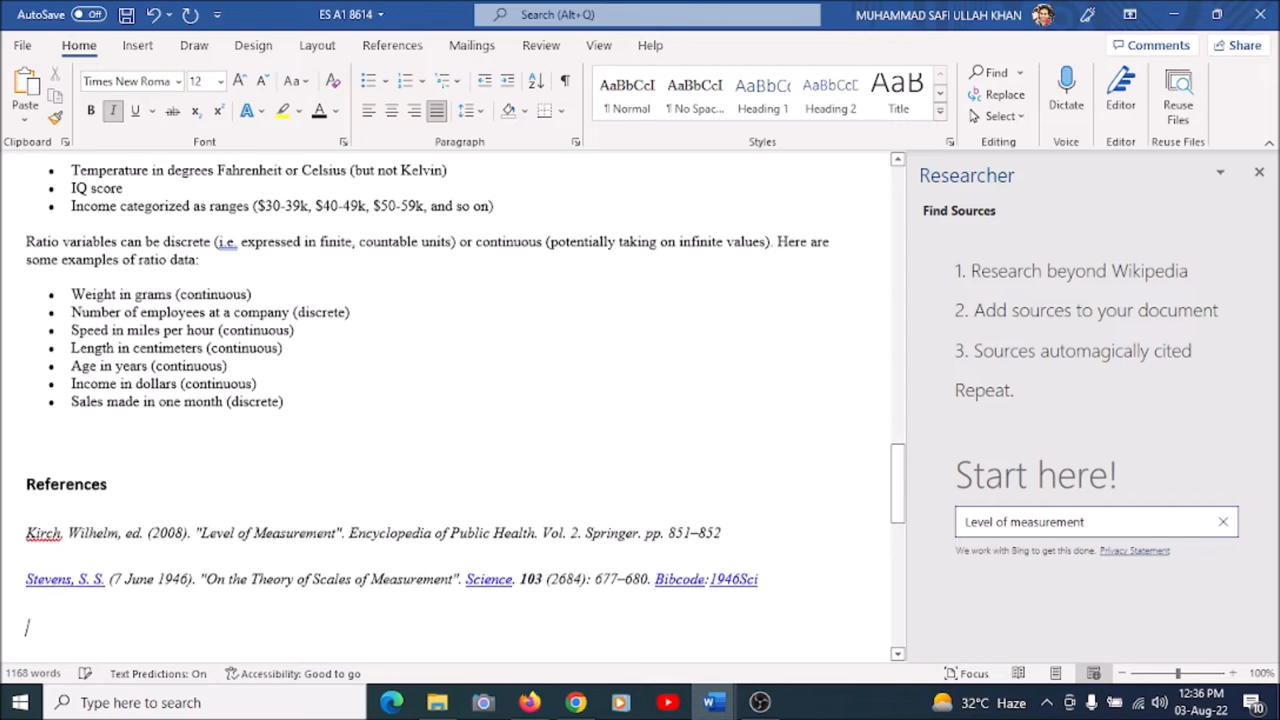 AutoSave Off ES A1 8614 Search (Alt+Q) MUHAMMAD SAFI ULLAH KHAN
File Home Insert Draw Design Layout References Mailings Review View Help Comments Share
Paste Times New Roma 12 Aa AaBbCcI AaBbCcI AaBbCc AaBbCcI AaB Find Dictate Editor Reuse Files
¶ Normal ¶ No Spac... Heading 1 Heading 2 Title Replace
Select
Clipboard Font Paragraph Styles Editing Voice Editor Reuse Files
• Temperature in degrees Fahrenheit or Celsius (but not Kelvin)
• IQ score
• Income categorized as ranges ($30-39k, $40-49k, $50-59k, and so on)
Ratio variables can be discrete (i.e. expressed in finite, countable units) or continuous (potentially taking on infinite values). Here are
some examples of ratio data:
• Weight in grams (continuous)
• Number of employees at a company (discrete)
• Speed in miles per hour (continuous)
• Length in centimeters (continuous)
• Age in years (continuous)
• Income in dollars (continuous)
• Sales made in one month (discrete)
References
Kirch, Wilhelm, ed. (2008). "Level of Measurement". Encyclopedia of Public Health. Vol. 2. Springer. pp. 851–852
Stevens, S. S. (7 June 1946). "On the Theory of Scales of Measurement". Science. 103 (2684): 677–680. Bibcode:1946Sci
Researcher
Find Sources
1. Research beyond Wikipedia
2. Add sources to your document
3. Sources automagically cited
Repeat.
Start here!
Level of measurement
We work with Bing to get this done. Privacy Statement
1168 words Text Predictions: On Accessibility: Good to go Focus 100%
Type here to search 32°C Haze 12:36 PM
03-Aug-22 10